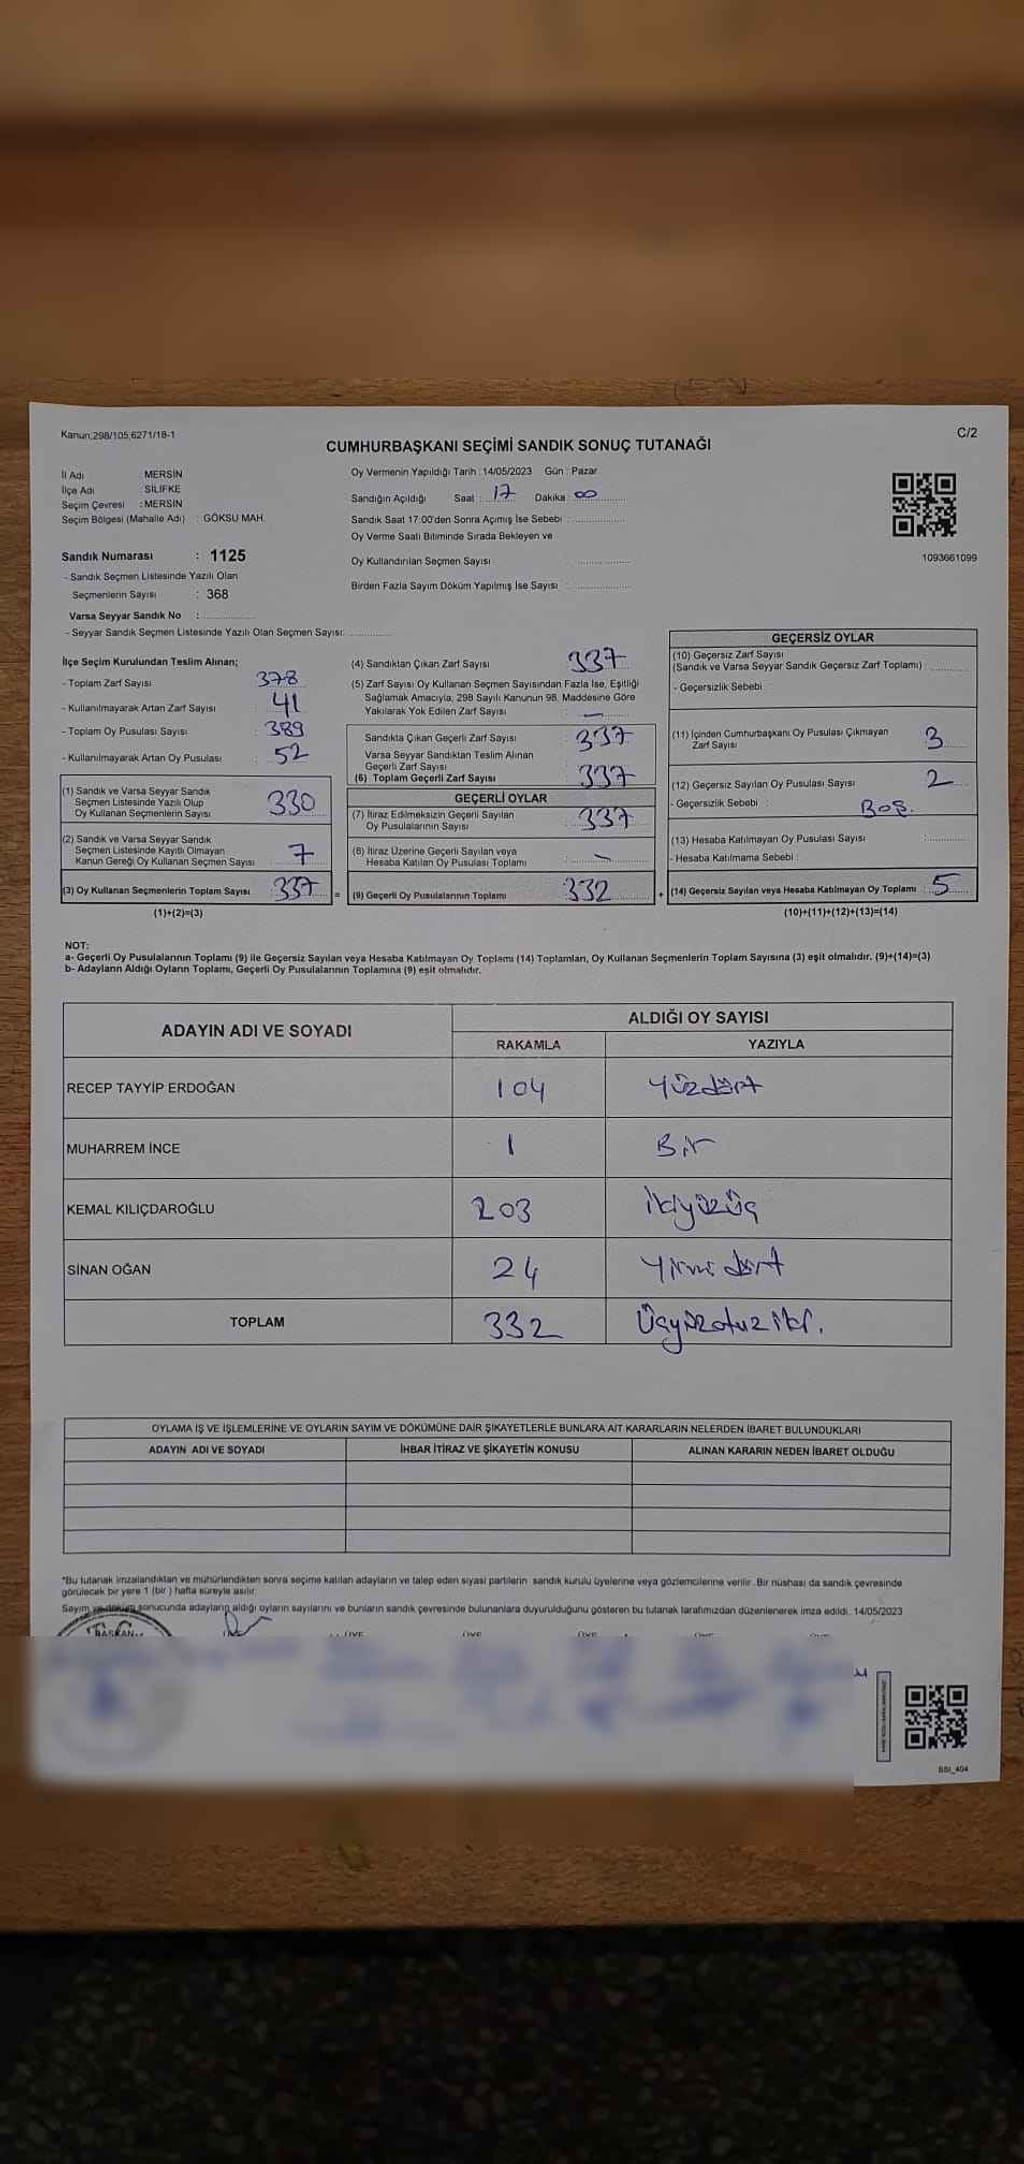 Kanun:298/105,6271/18-1
C/2
CUMHURBAŞKANI SEÇİMİ SANDIK SONUÇ TUTANAĞI
İl Adı : MERSİN
İlçe Adı : SİLİFKE
Seçim Çevresi : MERSİN
Seçim Bölgesi (Mahalle Adı) : GÖKSU MAH.
Oy Vermenin Yapıldığı Tarih : 14/05/2023 Gün : Pazar
Sandığın Açıldığı Saat : 17 Dakika : 00
Sandık Saat 17:00'den Sonra Açımış İse Sebebi :
Oy Verme Saati Bitiminde Sırada Bekleyen ve
Oy Kullandırılan Seçmen Sayısı
Birden Fazla Sayım Döküm Yapılmış İse Sayısı :
1093661099
Sandık Numarası : 1125
- Sandık Seçmen Listesinde Yazılı Olan
Seçmenlerin Sayısı : 368
Varsa Seyyar Sandık No :
- Seyyar Sandık Seçmen Listesinde Yazılı Olan Seçmen Sayısı:
İlçe Seçim Kurulundan Teslim Alınan;
- Toplam Zarf Sayısı : 378
- Kullanılmayarak Artan Zarf Sayısı : 41
- Toplam Oy Pusulası Sayısı : 389
- Kullanılmayarak Artan Oy Pusulası : 52
(1) Sandık ve Varsa Seyyar Sandık
Seçmen Listesinde Yazılı Olup
Oy Kullanan Seçmenlerin Sayısı 330
(2) Sandık ve Varsa Seyyar Sandık
Seçmen Listesinde Kayıtlı Olmayan
Kanun Gereği Oy Kullanan Seçmen Sayısı 7
(3) Oy Kullanan Seçmenlerin Toplam Sayısı 337 =
(1)+(2)=(3)
(4) Sandıktan Çıkan Zarf Sayısı 337
(5) Zarf Sayısı Oy Kullanan Seçmen Sayısından Fazla İse, Eşitliği
Sağlamak Amacıyla, 298 Sayılı Kanunun 98. Maddesine Göre
Yakılarak Yok Edilen Zarf Sayısı : —
Sandıkta Çıkan Geçerli Zarf Sayısı : 337
Varsa Seyyar Sandıktan Teslim Alınan
Geçerli Zarf Sayısı
(6) Toplam Geçerli Zarf Sayısı 337
GEÇERLİ OYLAR
(7) İtiraz Edilmeksizin Geçerli Sayılan
Oy Pusulalarının Sayısı 337
(8) İtiraz Üzerine Geçerli Sayılan veya
Hesaba Katılan Oy Pusulası Toplamı —
(9) Geçerli Oy Pusulalarının Toplamı 332 +
GEÇERSİZ OYLAR
(10) Geçersiz Zarf Sayısı
(Sandık ve Varsa Seyyar Sandık Geçersiz Zarf Toplamı) :
- Geçersizlik Sebebi :
(11) İçinden Cumhurbaşkanı Oy Pusulası Çıkmayan
Zarf Sayısı 3
(12) Geçersiz Sayılan Oy Pusulası Sayısı 2
- Geçersizlik Sebebi : Boş.
(13) Hesaba Katılmayan Oy Pusulası Sayısı :
- Hesaba Katılmama Sebebi :
(14) Geçersiz Sayılan veya Hesaba Katılmayan Oy Toplamı : 5
(10)+(11)+(12)+(13)=(14)
NOT:
a- Geçerli Oy Pusulalarının Toplamı (9) ile Geçersiz Sayılan veya Hesaba Katılmayan Oy Toplamı (14) Toplamları, Oy Kullanan Seçmenlerin Toplam Sayısına (3) eşit olmalıdır. (9)+(14)=(3)
b- Adayların Aldığı Oyların Toplamı, Geçerli Oy Pusulalarının Toplamına (9) eşit olmalıdır.
ADAYIN ADI VE SOYADI
ALDIĞI OY SAYISI
RAKAMLA YAZIYLA
RECEP TAYYİP ERDOĞAN 104 Yüzdört
MUHARREM İNCE 1 Bir
KEMAL KILIÇDAROĞLU 203 İkiyüzüç
SİNAN OĞAN 24 Yirmi dört
TOPLAM 332 Üçyüzotuz iki.
OYLAMA İŞ VE İŞLEMLERİNE VE OYLARIN SAYIM VE DÖKÜMÜNE DAİR ŞİKAYETLERLE BUNLARA AİT KARARLARIN NELERDEN İBARET BULUNDUKLARI
ADAYIN ADI VE SOYADI İHBAR İTİRAZ VE ŞİKAYETİN KONUSU ALINAN KARARIN NEDEN İBARET OLDUĞU
*Bu tutanak imzalandıktan ve mühürlendikten sonra seçime katılan adayların ve talep eden siyasi partilerin sandık kurulu üyelerine veya gözlemcilerine verilir. Bir nüshası da sandık çevresinde
görülecek bir yere 1 (bir ) hafta süreyle asılır.
Sayım ve döküm sonucunda adayların aldığı oyların sayılarını ve bunların sandık çevresinde bulunanlara duyurulduğunu gösteren bu tutanak tarafımızdan düzenlenerek imza edildi. 14/05/2023
T.C.
BAŞKAN